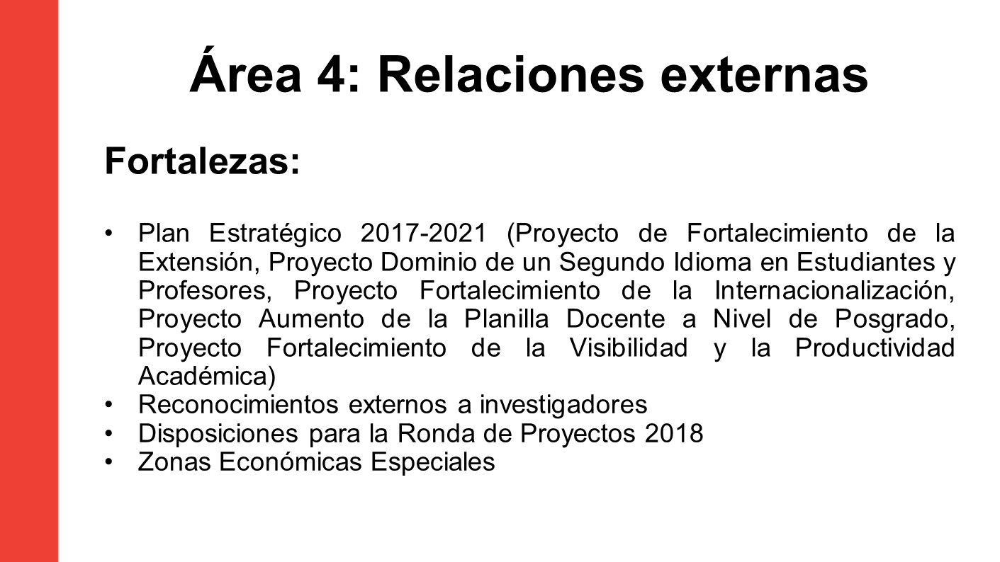 Área 4: Relaciones externas
Fortalezas:
• Plan Estratégico 2017-2021 (Proyecto de Fortalecimiento de la
Extensión, Proyecto Dominio de un Segundo Idioma en Estudiantes y
Profesores, Proyecto Fortalecimiento de la Internacionalización,
Proyecto Aumento de la Planilla Docente a Nivel de Posgrado,
Proyecto Fortalecimiento de la Visibilidad y la Productividad
Académica)
• Reconocimientos externos a investigadores
• Disposiciones para la Ronda de Proyectos 2018
• Zonas Económicas Especiales